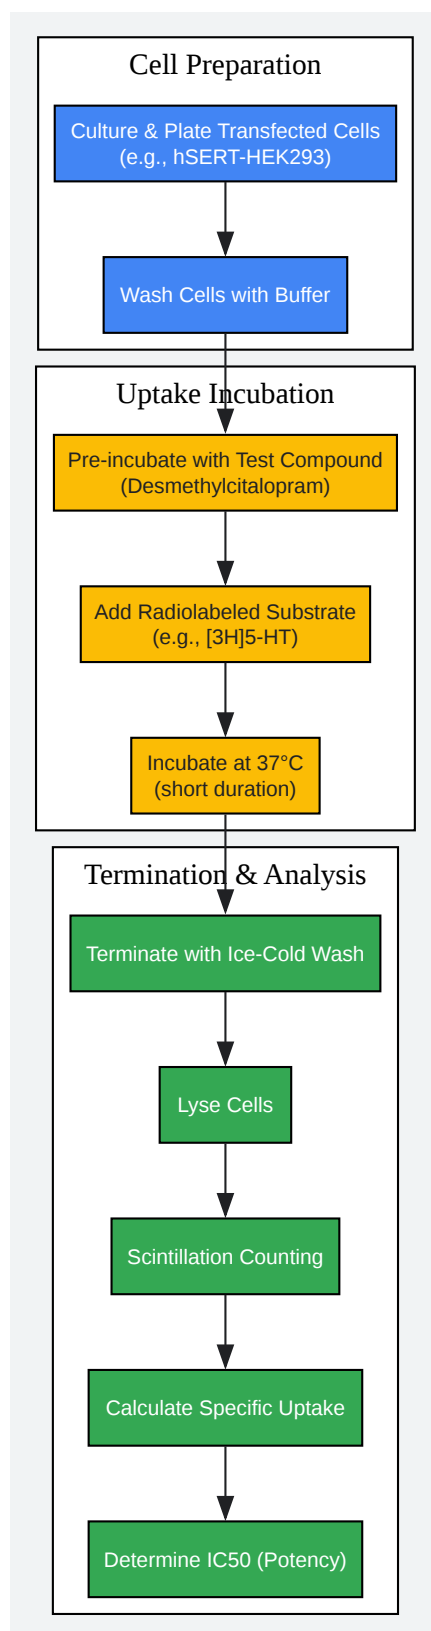 Cell Preparation
Culture & Plate Transfected Cells
(e.g., hSERT-HEK293)
Wash Cells with Buffer
Uptake Incubation
Pre-incubate with Test Compound
(Desmethylcitalopram)
Add Radiolabeled Substrate
(e.g., [3H]5-HT)
Incubate at 37°C
(short duration)
Termination & Analysis
Terminate with Ice-Cold Wash
Lyse Cells
Scintillation Counting
Calculate Specific Uptake
Determine IC50 (Potency)